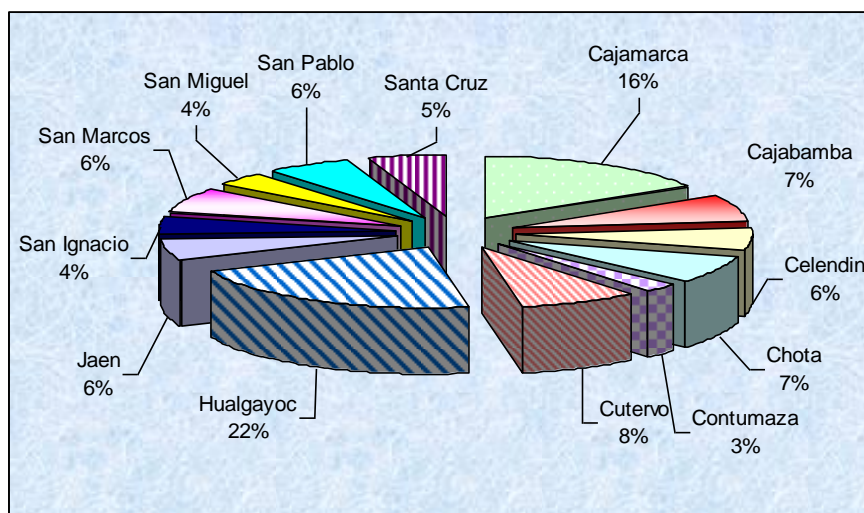 Cajamarca
16%
Cajabamba
7%
Celendin
6%
Chota
7%
Contumaza
3%
Cutervo
8%
Hualgayoc
22%
Jaen
6%
San Ignacio
4%
San Marcos
6%
San Miguel
4%
San Pablo
6%
Santa Cruz
5%